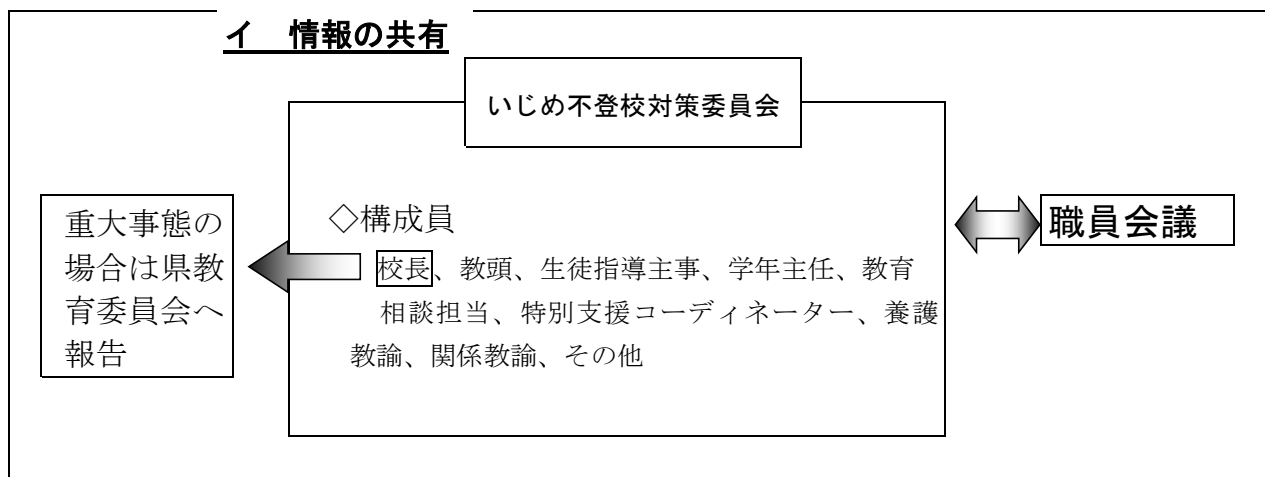 イ　情報の共有
いじめ不登校対策委員会
重大事態の
場合は県教
育委員会へ
報告
◇構成員
校長、教頭、生徒指導主事、学年主任、教育
相談担当、特別支援コーディネーター、養護
教諭、関係教諭、その他
職員会議